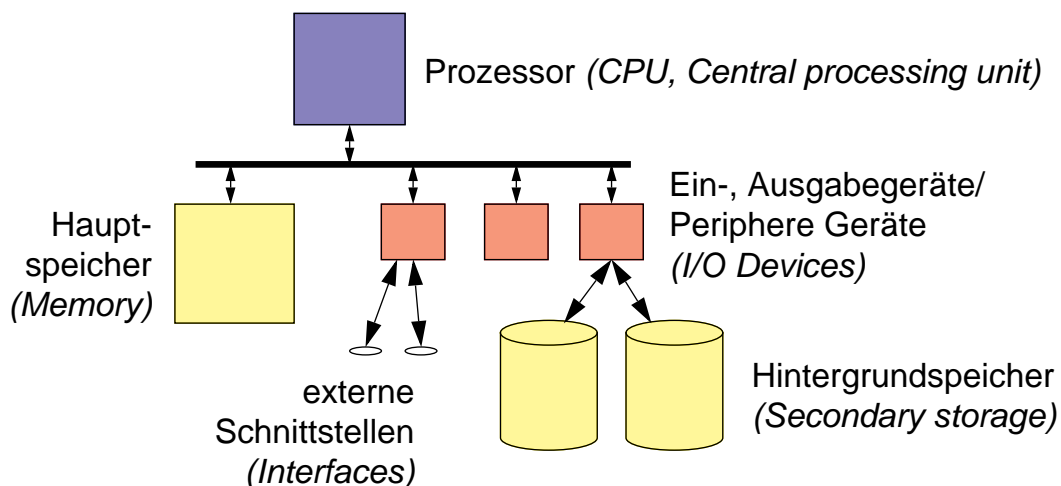 Prozessor (CPU, Central processing unit)
Ein-, Ausgabegeräte/
Periphere Geräte
(I/O Devices)
Haupt-
speicher
(Memory)
externe
Schnittstellen
(Interfaces)
Hintergrundspeicher
(Secondary storage)